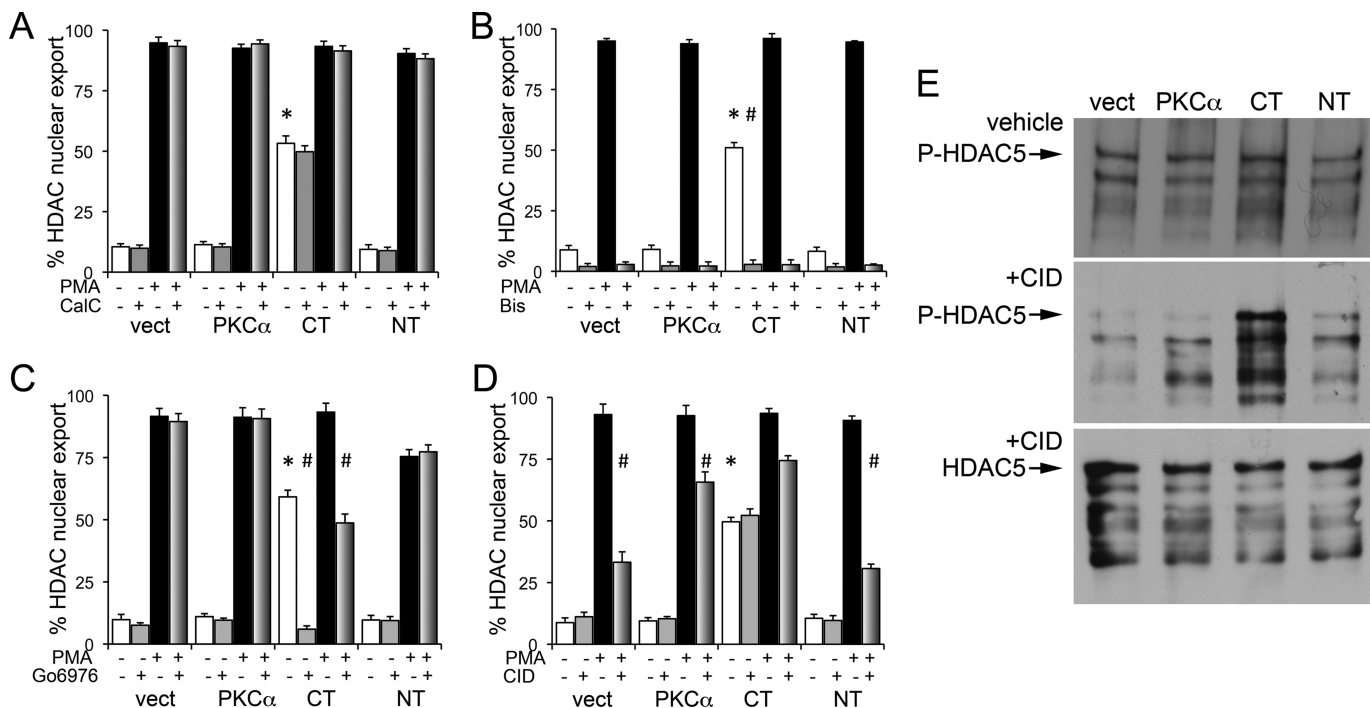 A
% HDAC nuclear export
100
75
50
25
0
*
PMA - - + + - - + + - - + + - - + +
CalC - + - + - + - + - + - + - + - +
vect PKCα CT NT
B
% HDAC nuclear export
100
75
50
25
0
* #
PMA - - + + - - + + - - + + - - + +
Bis - + - + - + - + - + - + - + - +
vect PKCα CT NT
C
% HDAC nuclear export
100
75
50
25
0
* # #
PMA - - + + - - + + - - + + - - + +
Go6976 - + - + - + - + - + - + - + - +
vect PKCα CT NT
D
% HDAC nuclear export
100
75
50
25
0
# # * #
PMA - - + + - - + + - - + + - - + +
CID - + - + - + - + - + - + - + - +
vect PKCα CT NT
E
vect PKCα CT NT
vehicle
P-HDAC5
+CID
P-HDAC5
+CID
HDAC5